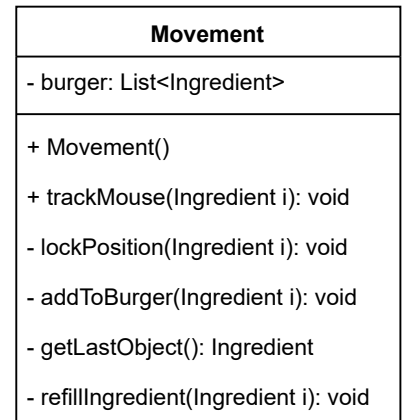 Movement
- burger: List<Ingredient>
+ Movement()
+ trackMouse(Ingredient i): void
- lockPosition(Ingredient i): void
- addToBurger(Ingredient i): void
- getLastObject(): Ingredient
- refillIngredient(Ingredient i): void